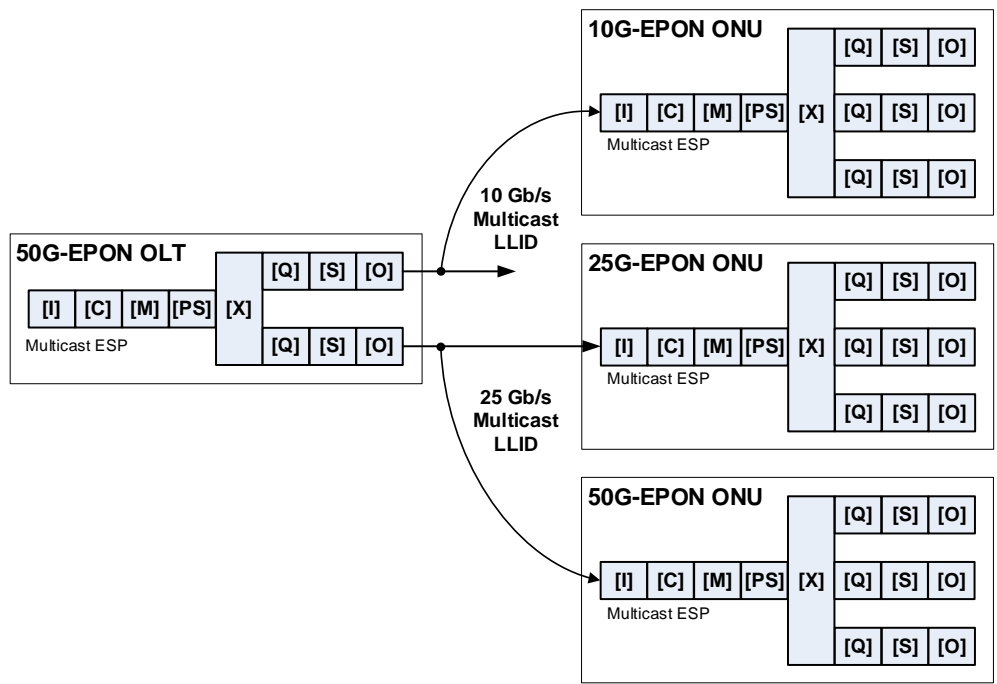 10G-EPON ONU
[Q] [S] [O]
[I] [C] [M] [PS] [X] [Q] [S] [O]
Multicast ESP
[Q] [S] [O]
10 Gb/s
Multicast
LLID
50G-EPON OLT
[Q] [S] [O]
[I] [C] [M] [PS] [X]
Multicast ESP
[Q] [S] [O]
25G-EPON ONU
[Q] [S] [O]
[I] [C] [M] [PS] [X] [Q] [S] [O]
Multicast ESP
[Q] [S] [O]
25 Gb/s
Multicast
LLID
50G-EPON ONU
[Q] [S] [O]
[I] [C] [M] [PS] [X] [Q] [S] [O]
Multicast ESP
[Q] [S] [O]